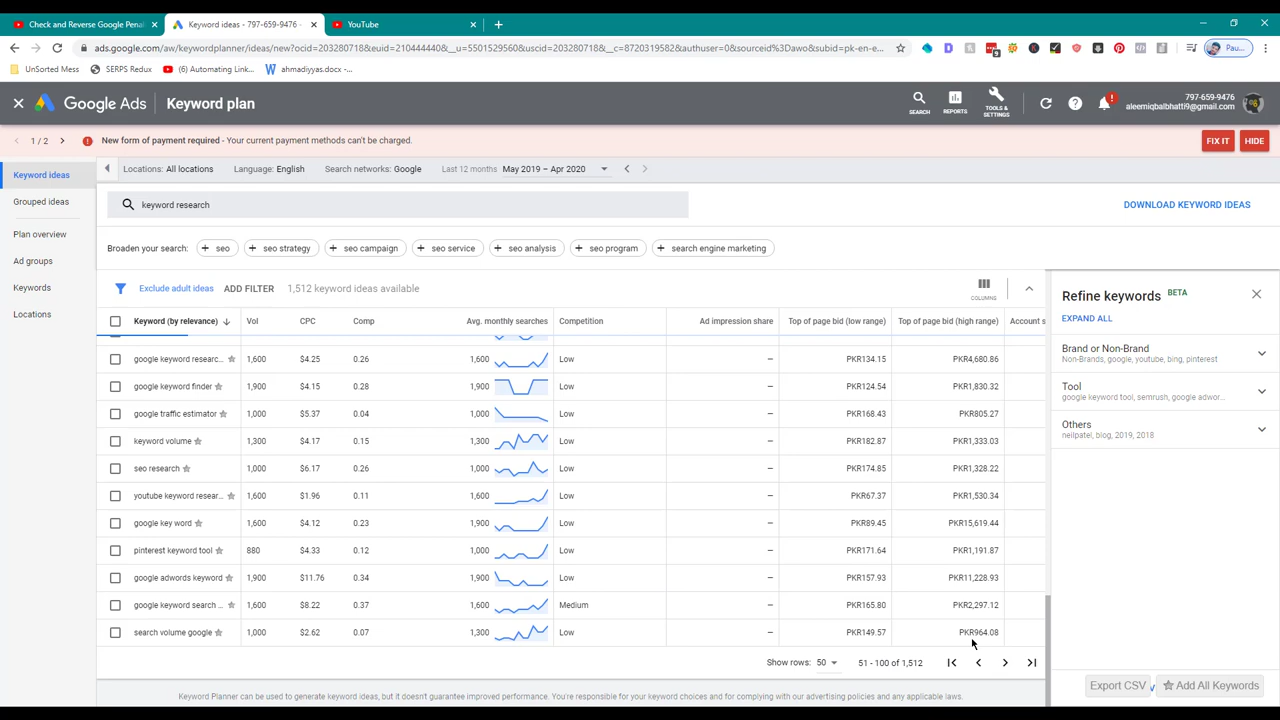 Check and Reverse Google Pena
Keyword ideas - 797-659-9476 -
YouTube
ads.google.com/aw/keywordplanner/ideas/new?ocid=203280718&euid=210444440&__u=5501529506&uscid=203280718&__c=8720319582&authuser=0&sourceid%3Dawo&subid=pk-en-e...
Pau...
UnSorted Mess
SERPS Redux
(6) Automating Link...
ahmadiyyas.docx -...
Google Ads
Keyword plan
SEARCH
REPORTS
TOOLS & SETTINGS
797-659-9476
aleemiqbalbhatti9@gmail.com
1 / 2
New form of payment required - Your current payment methods can't be charged.
FIX IT
HIDE
Keyword ideas
Grouped ideas
Plan overview
Ad groups
Keywords
Locations
Locations: All locations
Language: English
Search networks: Google
Last 12 months
May 2019 – Apr 2020
keyword research
DOWNLOAD KEYWORD IDEAS
Broaden your search:
+ seo
+ seo strategy
+ seo campaign
+ seo service
+ seo analysis
+ seo program
+ search engine marketing
Exclude adult ideas
ADD FILTER
1,512 keyword ideas available
COLUMNS
Keyword (by relevance) Vol CPC Comp Avg. monthly searches Competition Ad impression share Top of page bid (low range) Top of page bid (high range) Account s
google keyword researc... 1,600 $4.25 0.26 1,600 Low – PKR134.15 PKR4,680.86
google keyword finder 1,900 $4.15 0.28 1,900 Low – PKR124.54 PKR1,830.32
google traffic estimator 1,000 $5.37 0.04 1,000 Low – PKR168.43 PKR805.27
keyword volume 1,300 $4.17 0.15 1,300 Low – PKR182.87 PKR1,333.03
seo research 1,000 $6.17 0.26 1,000 Low – PKR174.85 PKR1,328.22
youtube keyword resear... 1,600 $1.96 0.11 1,600 Low – PKR67.37 PKR1,530.34
google key word 1,600 $4.12 0.23 1,900 Low – PKR89.45 PKR15,619.44
pinterest keyword tool 880 $4.33 0.12 1,000 Low – PKR171.64 PKR1,191.87
google adwords keyword 1,900 $11.76 0.34 1,900 Low – PKR157.93 PKR11,228.93
google keyword search ... 1,600 $8.22 0.37 1,600 Medium – PKR165.80 PKR2,297.12
search volume google 1,000 $2.62 0.07 1,300 Low – PKR149.57 PKR964.08
Show rows: 50
51 - 100 of 1,512
Keyword Planner can be used to generate keyword ideas, but it doesn't guarantee improved performance. You're responsible for your keyword choices and for complying with our advertising policies and any applicable laws.
Refine keywords BETA
EXPAND ALL
Brand or Non-Brand
Non-Brands, google, youtube, bing, pinterest
Tool
google keyword tool, semrush, google adwor...
Others
neilpatel, blog, 2019, 2018
Export CSV
Add All Keywords